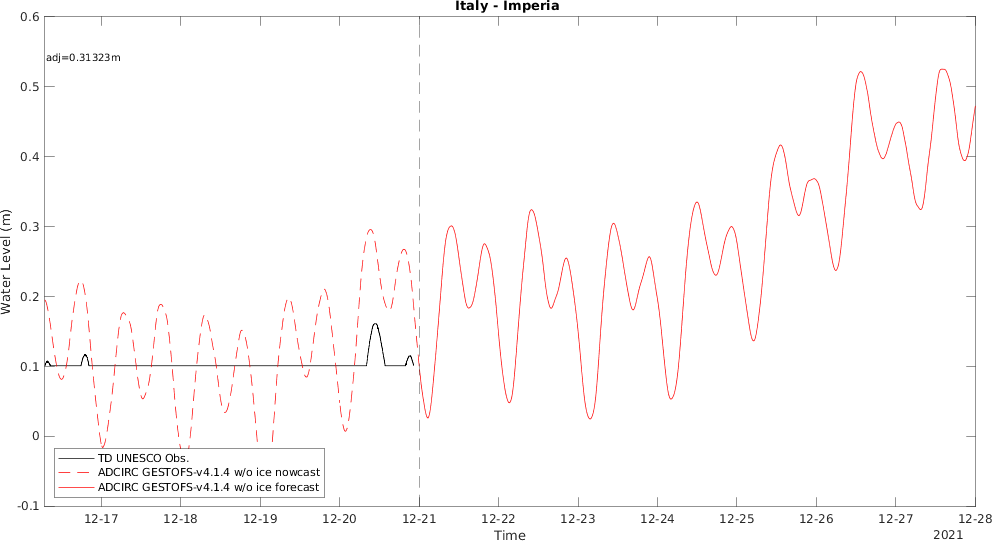 Italy - Imperia
adj=0.31323m
0.6
0.5
0.4
0.3
0.2
0.1
0
-0.1
Water Level (m)
TD UNESCO Obs.
ADCIRC GESTOFS-v4.1.4 w/o ice nowcast
ADCIRC GESTOFS-v4.1.4 w/o ice forecast
12-17 12-18 12-19 12-20 12-21 12-22 12-23 12-24 12-25 12-26 12-27 12-28
Time
2021